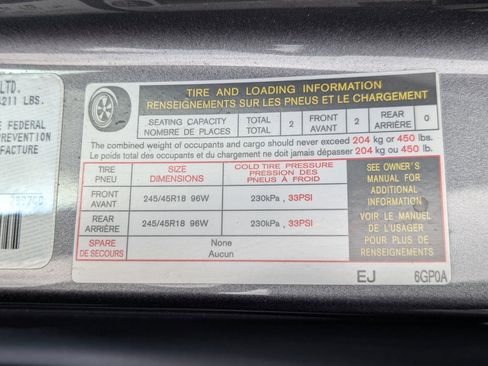 LTD.
4211 LBS.
E FEDERAL
PREVENTION
FACTURE
TIRE AND LOADING INFORMATION
RENSEIGNEMENTS SUR LES PNEUS ET LE CHARGEMENT
SEATING CAPACITY TOTAL 2 FRONT 2 REAR 0
NOMBRE DE PLACES TOTAL AVANT ARRIÈRE
The combined weight of occupants and cargo should never exceed 204 kg or 450 lbs.
Le poids total des occupants et du chargement ne doit jamais dépasser 204 kg ou 450 lb.
TIRE SIZE COLD TIRE PRESSURE
PNEU DIMENSIONS PRESSION DES PNEUS À FROID
FRONT AVANT 245/45R18 96W 230kPa , 33PSI
REAR ARRIÈRE 245/45R18 96W 230kPa , 33PSI
SPARE None
DE SECOURS Aucun
SEE OWNER'S
MANUAL FOR
ADDITIONAL
INFORMATION
VOIR LE MANUEL
DE L'USAGER
POUR PLUS DE
RENSEIGNEMENTS
EJ 6GP0A